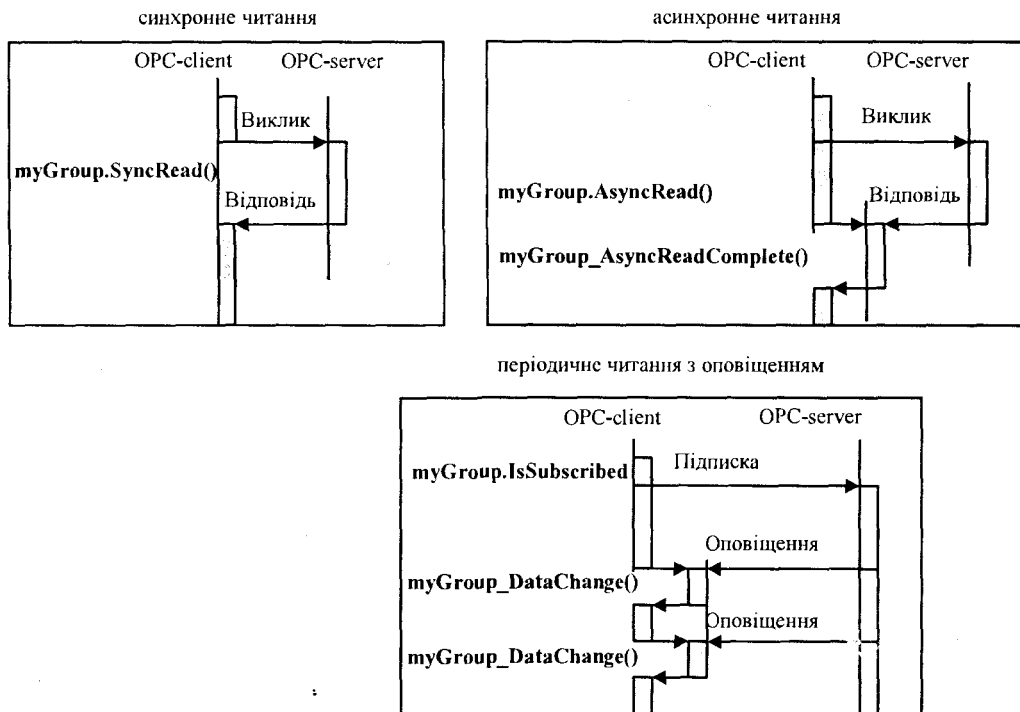 синхронне читання
OPC-client OPC-server
Виклик
myGroup.SyncRead()
Відповідь
асинхронне читання
OPC-client OPC-server
Виклик
myGroup.AsyncRead()
Відповідь
myGroup_AsyncReadComplete()
періодичне читання з оповіщенням
OPC-client OPC-server
myGroup.IsSubscribed
Підписка
Оповіщення
myGroup_DataChange()
Оповіщення
myGroup_DataChange()